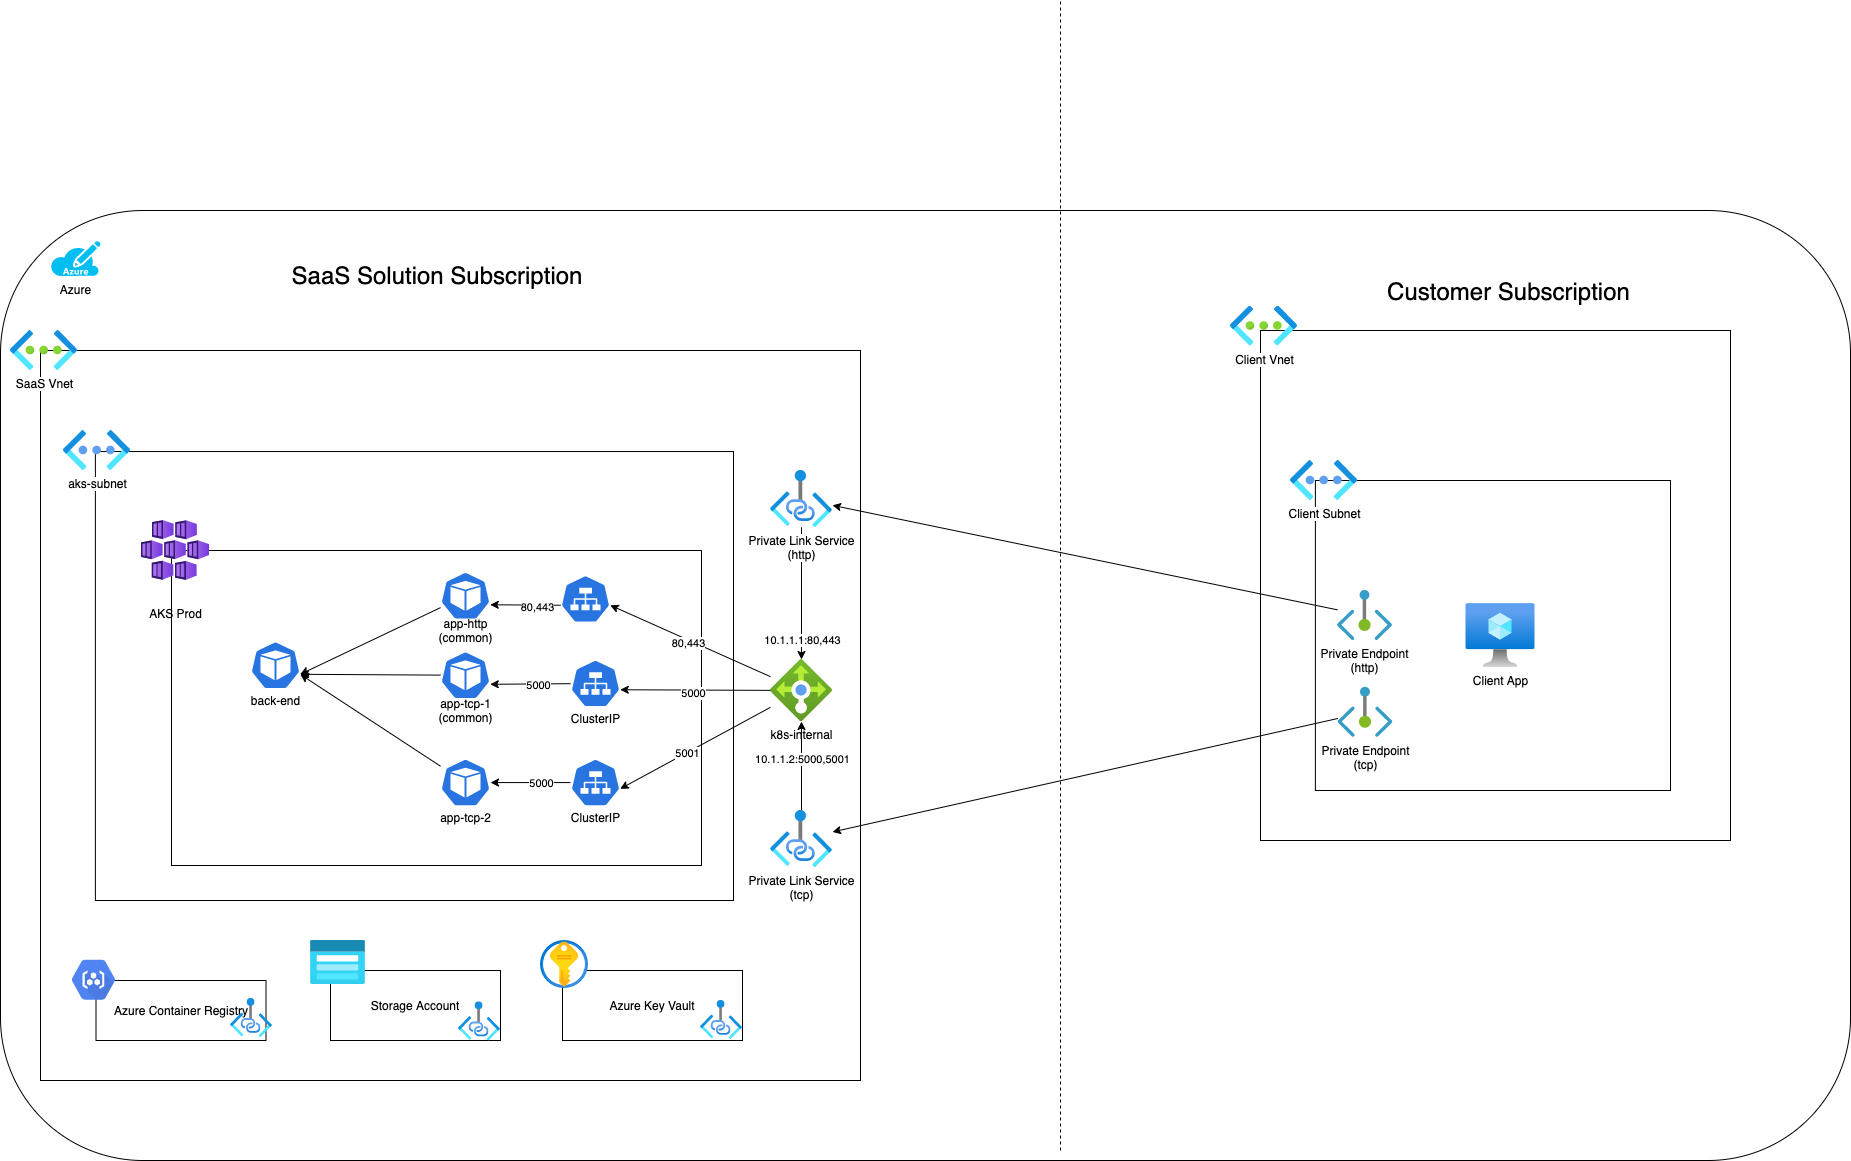 Azure
Azure
SaaS Solution Subscription
Customer Subscription
SaaS Vnet
Client Vnet
aks-subnet
Client Subnet
AKS Prod
Private Link Service
(http)
80,443
app-http
(common)
80,443
10.1.1.1:80,443
Private Endpoint
(http)
Client App
back-end
app-tcp-1
(common)
5000
ClusterIP
5000
k8s-internal
5001
10.1.1.2:5000,5001
Private Endpoint
(tcp)
5000
app-tcp-2
ClusterIP
Private Link Service
(tcp)
Azure Container Registry
Storage Account
Azure Key Vault